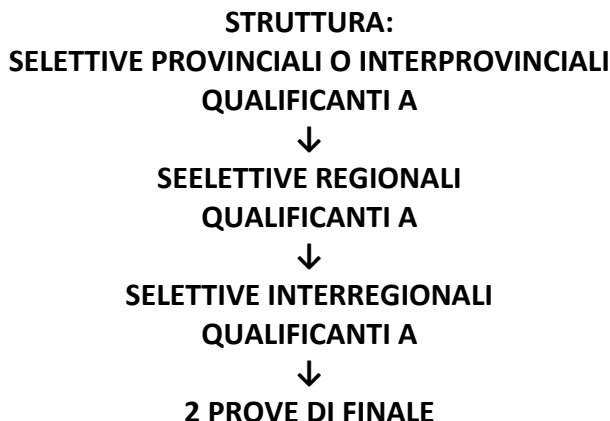 STRUTTURA:
SELETTIVE PROVINCIALI O INTERPROVINCIALI
QUALIFICANTI A
↓
SEELETTIVE REGIONALI
QUALIFICANTI A
↓
SELETTIVE INTERREGIONALI
QUALIFICANTI A
↓
2 PROVE DI FINALE